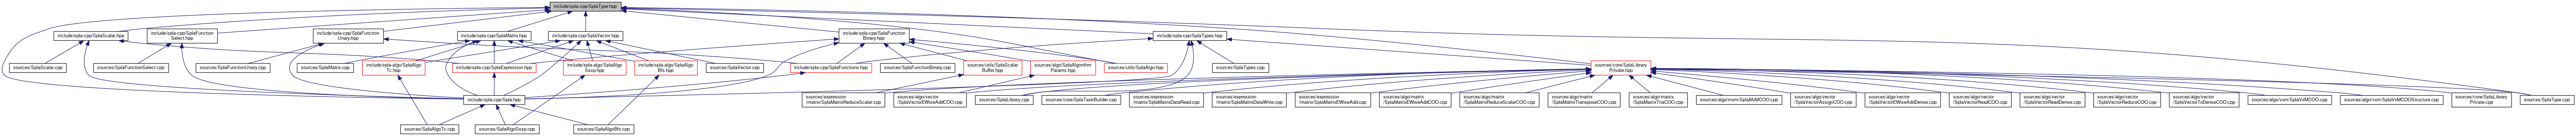 include/spla-cpp/SplaType.hpp
include/spla-cpp/SplaScalar.hpp
include/spla-cpp/SplaFunction
Select.hpp
include/spla-cpp/SplaFunction
Unary.hpp
include/spla-cpp/SplaMatrix.hpp
include/spla-cpp/SplaVector.hpp
include/spla-cpp/SplaFunction
Binary.hpp
include/spla-cpp/SplaTypes.hpp
sources/SplaScalar.cpp
sources/SplaFunctionSelect.cpp
sources/SplaFunctionUnary.cpp
sources/SplaMatrix.cpp
include/spla-algo/SplaAlgo
Tc.hpp
include/spla-cpp/SplaExpression.hpp
include/spla-algo/SplaAlgo
Sssp.hpp
include/spla-algo/SplaAlgo
Bfs.hpp
sources/SplaVector.cpp
include/spla-cpp/SplaFunctions.hpp
sources/SplaFunctionBinary.cpp
sources/utils/SplaScalar
Buffer.hpp
sources/algo/SplaAlgorithm
Params.hpp
sources/utils/SplaAlgo.hpp
sources/SplaTypes.cpp
sources/core/SplaLibrary
Private.hpp
include/spla-cpp/Spla.hpp
sources/expression
/matrix/SplaMatrixReduceScalar.cpp
sources/algo/vector
/SplaVectorEWiseAddCOO.cpp
sources/SplaLibrary.cpp
sources/core/SplaTaskBuilder.cpp
sources/expression
/matrix/SplaMatrixDataRead.cpp
sources/expression
/matrix/SplaMatrixDataWrite.cpp
sources/expression
/matrix/SplaMatrixEWiseAdd.cpp
sources/algo/matrix
/SplaMatrixEWiseAddCOO.cpp
sources/algo/matrix
/SplaMatrixReduceScalarCOO.cpp
sources/algo/matrix
/SplaMatrixTransposeCOO.cpp
sources/algo/matrix
/SplaMatrixTriaCOO.cpp
sources/algo/mxm/SplaMxMCOO.cpp
sources/algo/vector
/SplaVectorAssignCOO.cpp
sources/algo/vector
/SplaVectorEWiseAddDense.cpp
sources/algo/vector
/SplaVectorReadCOO.cpp
sources/algo/vector
/SplaVectorReadDense.cpp
sources/algo/vector
/SplaVectorReduceCOO.cpp
sources/algo/vector
/SplaVectorToDenseCOO.cpp
sources/algo/vxm/SplaVxMCOO.cpp
sources/algo/vxm/SplaVxMCOOStructure.cpp
sources/core/SplaLibrary
Private.cpp
sources/SplaType.cpp
sources/SplaAlgoTc.cpp
sources/SplaAlgoSssp.cpp
sources/SplaAlgoBfs.cpp